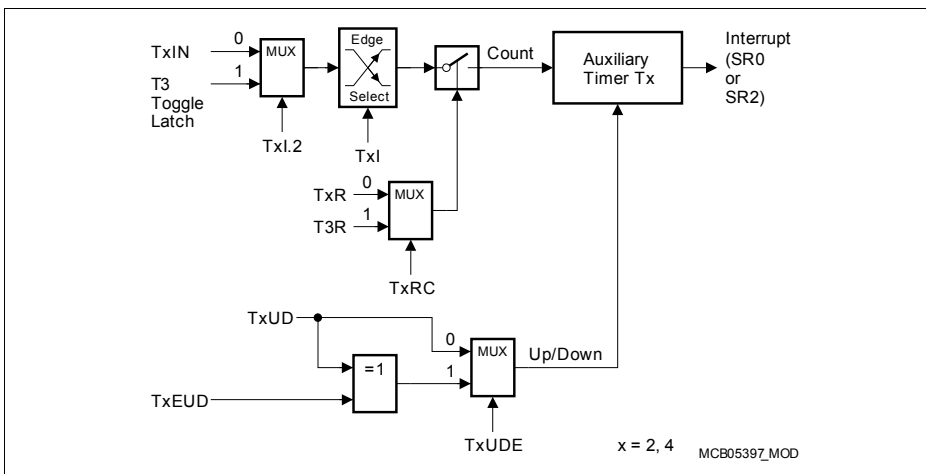 TxIN
0
MUX
T3
Toggle
Latch
1
TxI.2
Edge
Select
TxI
Count
Auxiliary
Timer Tx
Interrupt
(SR0
or
SR2)
TxR
0
MUX
T3R
1
TxRC
TxUD
0
MUX
Up/Down
=1
1
TxEUD
TxUDE
x = 2, 4
MCB05397_MOD